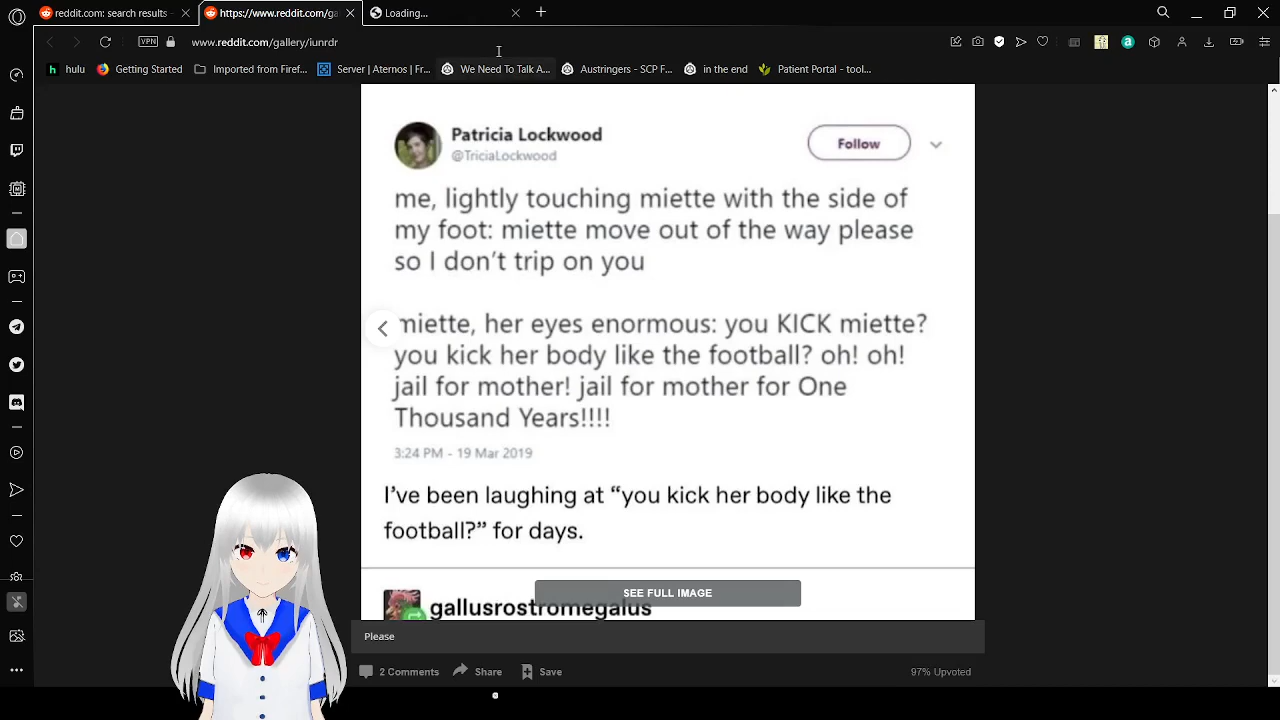 reddit.com: search results -
https://www.reddit.com/ga
Loading...
VPN
www.reddit.com/gallery/iunrdr
h hulu
Getting Started
Imported from Firef...
Server | Aternos | Fr...
We Need To Talk A...
Austringers - SCP F...
in the end
Patient Portal - tool...
Patricia Lockwood
@TriciaLockwood
Follow
me, lightly touching miette with the side of
my foot: miette move out of the way please
so I don't trip on you
miette, her eyes enormous: you KICK miette?
you kick her body like the football? oh! oh!
jail for mother! jail for mother for One
Thousand Years!!!!
3:24 PM - 19 Mar 2019
I've been laughing at “you kick her body like the
football?” for days.
SEE FULL IMAGE
gallusrostromegalus
Please
2 Comments
Share
Save
97% Upvoted